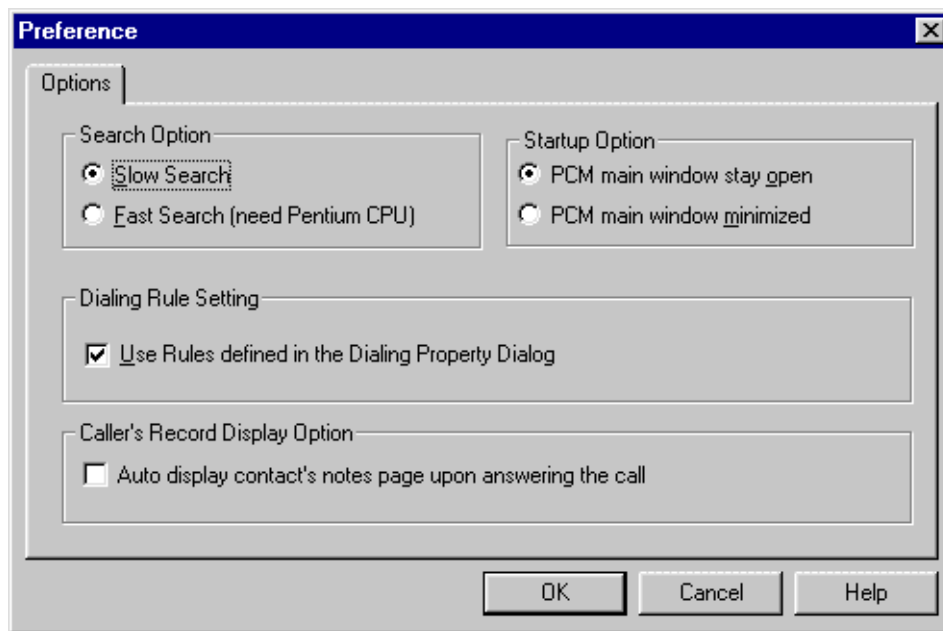 Preference
Options
Search Option
Slow Search
Fast Search (need Pentium CPU)
Startup Option
PCM main window stay open
PCM main window minimized
Dialing Rule Setting
Use Rules defined in the Dialing Property Dialog
Caller's Record Display Option
Auto display contact's notes page upon answering the call
OK Cancel Help